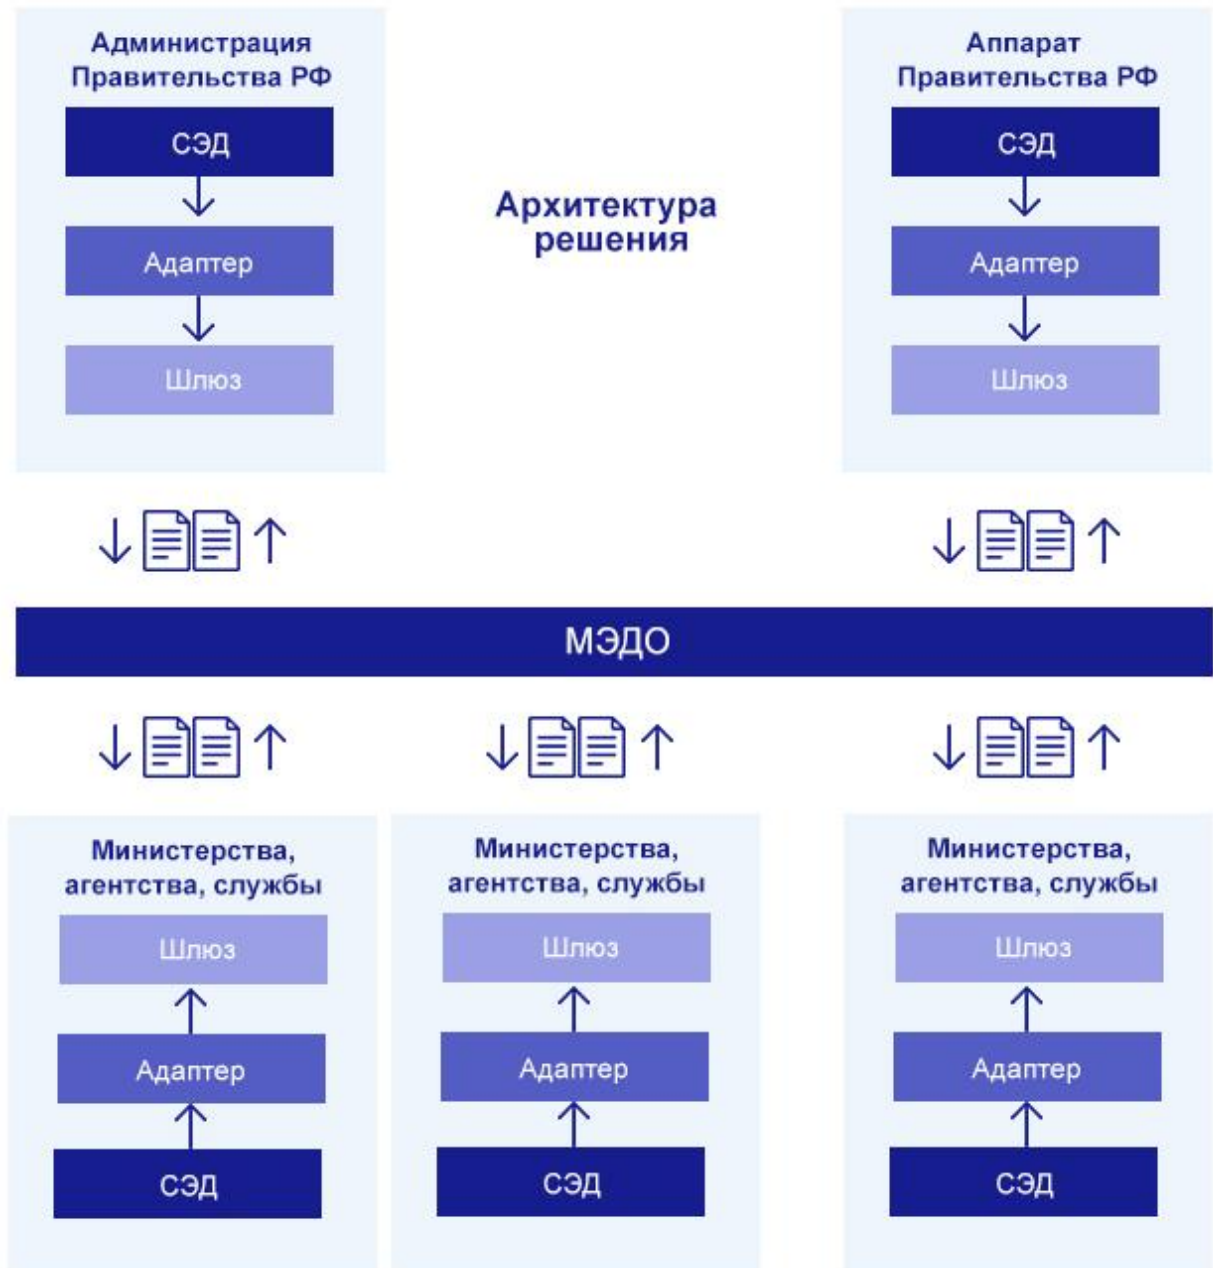 Администрация
Правительства РФ
СЭД
Адаптер
Шлюз
Архитектура
решения
Аппарат
Правительства РФ
СЭД
Адаптер
Шлюз
МЭДО
Министерства,
агентства, службы
Шлюз
Адаптер
СЭД
Министерства,
агентства, службы
Шлюз
Адаптер
СЭД
Министерства,
агентства, службы
Шлюз
Адаптер
СЭД